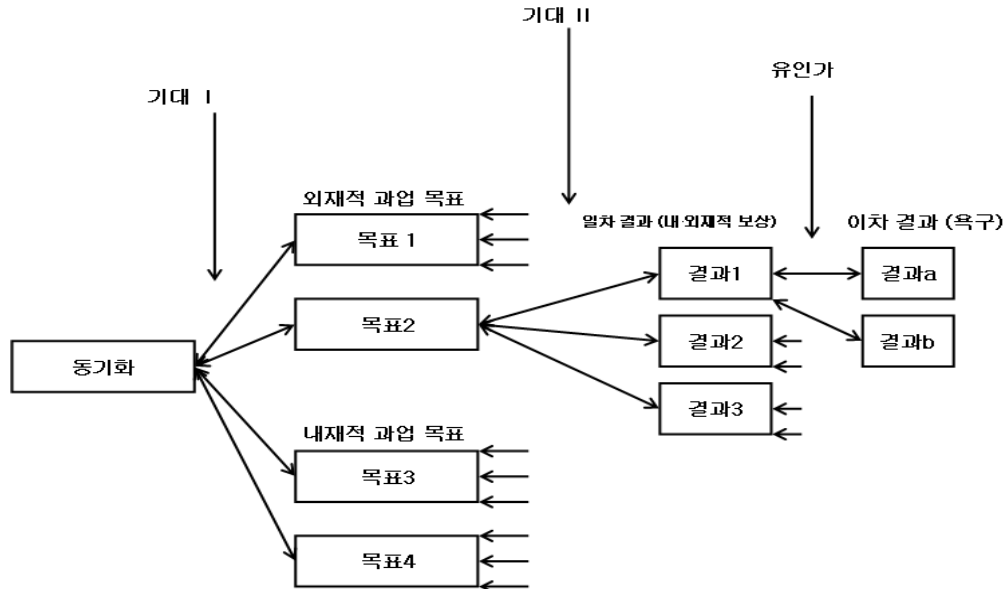 기대 II
유인가
기대 I
외재적 과업 목표
일차 결과 (내·외재적 보상)
이차 결과 (욕구)
목표 1
결과1
결과a
목표2
결과2
결과b
동기화
결과3
내재적 과업 목표
목표3
목표4